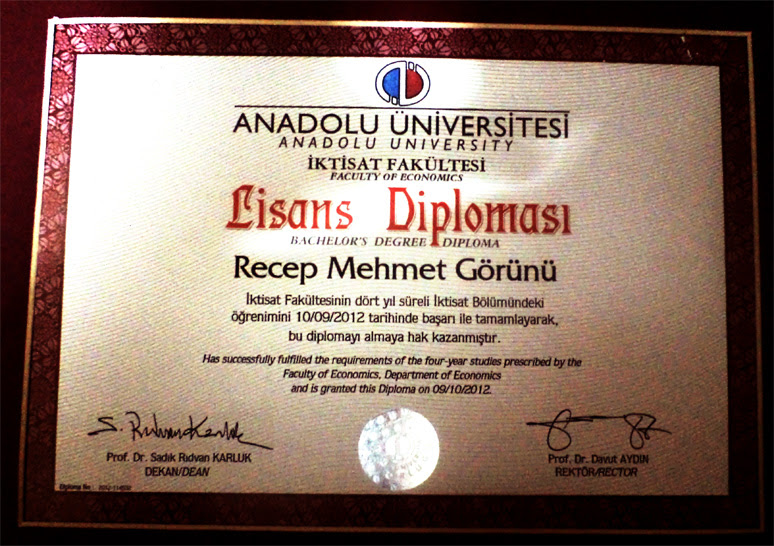 ANADOLU ÜNİVERSİTESİ
ANADOLU UNIVERSITY
İKTİSAT FAKÜLTESİ
FACULTY OF ECONOMICS
Lisans Diploması
BACHELOR'S DEGREE DIPLOMA
Recep Mehmet Görünü
İktisat Fakültesinin dört yıl süreli İktisat Bölümündeki
öğrenimini 10/09/2012 tarihinde başarı ile tamamlayarak,
bu diplomayı almaya hak kazanmıştır.
Has successfully fulfilled the requirements of the four-year studies prescribed by the
Faculty of Economics, Department of Economics
and is granted this Diploma on 09/10/2012.
S. Rıdvan Karluk
Prof. Dr. Sadık Rıdvan KARLUK
DEKAN/DEAN
Prof. Dr. Davut AYDIN
REKTÖR/RECTOR
Diploma No :